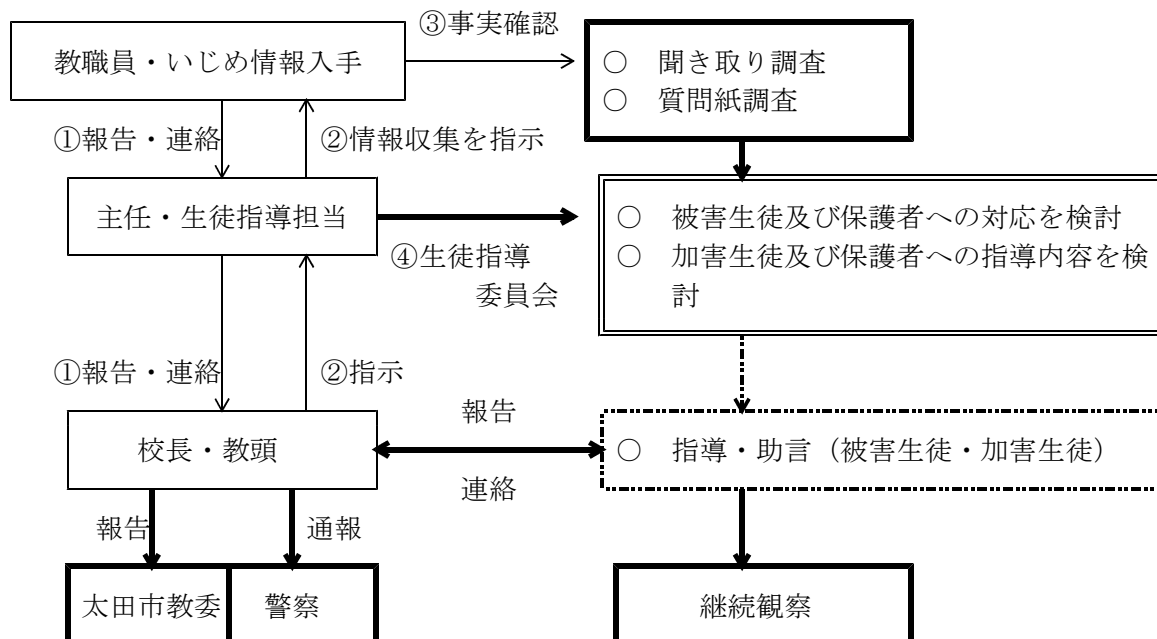 ③事実確認
教職員・いじめ情報入手
○ 聞き取り調査
○ 質問紙調査
①報告・連絡
②情報収集を指示
主任・生徒指導担当
○ 被害生徒及び保護者への対応を検討
○ 加害生徒及び保護者への指導内容を検
討
④生徒指導
委員会
①報告・連絡
②指示
報告
校長・教頭
○ 指導・助言（被害生徒・加害生徒）
連絡
報告
通報
太田市教委
警察
継続観察